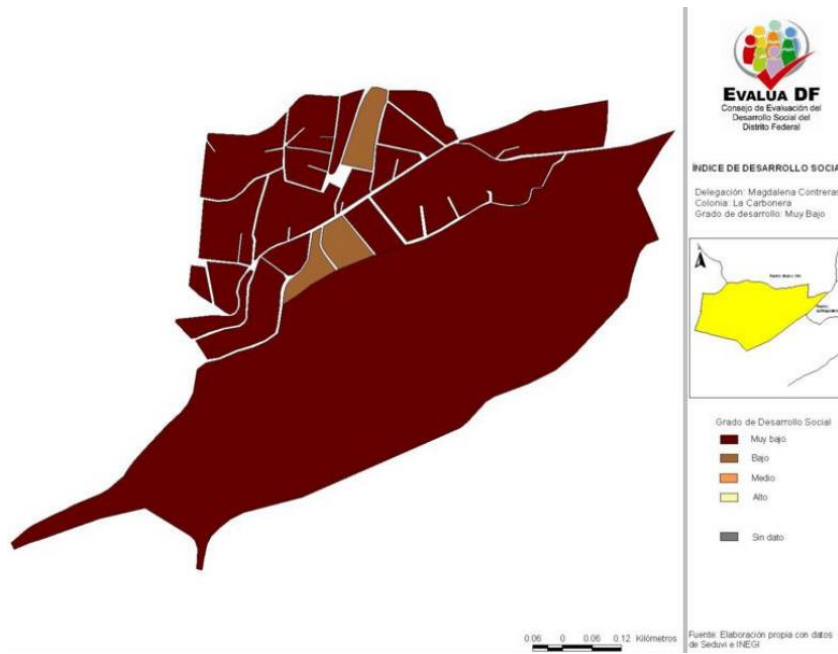 EVALUA DF
Consejo de Evaluación del
Desarrollo Social del
Distrito Federal
ÍNDICE DE DESARROLLO SOCIA
Delegación: Magdalena Contreras
Colonia: La Carbonera
Grado de desarrollo: Muy Bajo
Grado de Desarrollo Social
Muy bajo
Bajo
Medio
Alto
Sin dato
0.06 0 0.06 0.12 Kilómetros
Fuente: Elaboración propia con datos
de Seduvi e INEGI